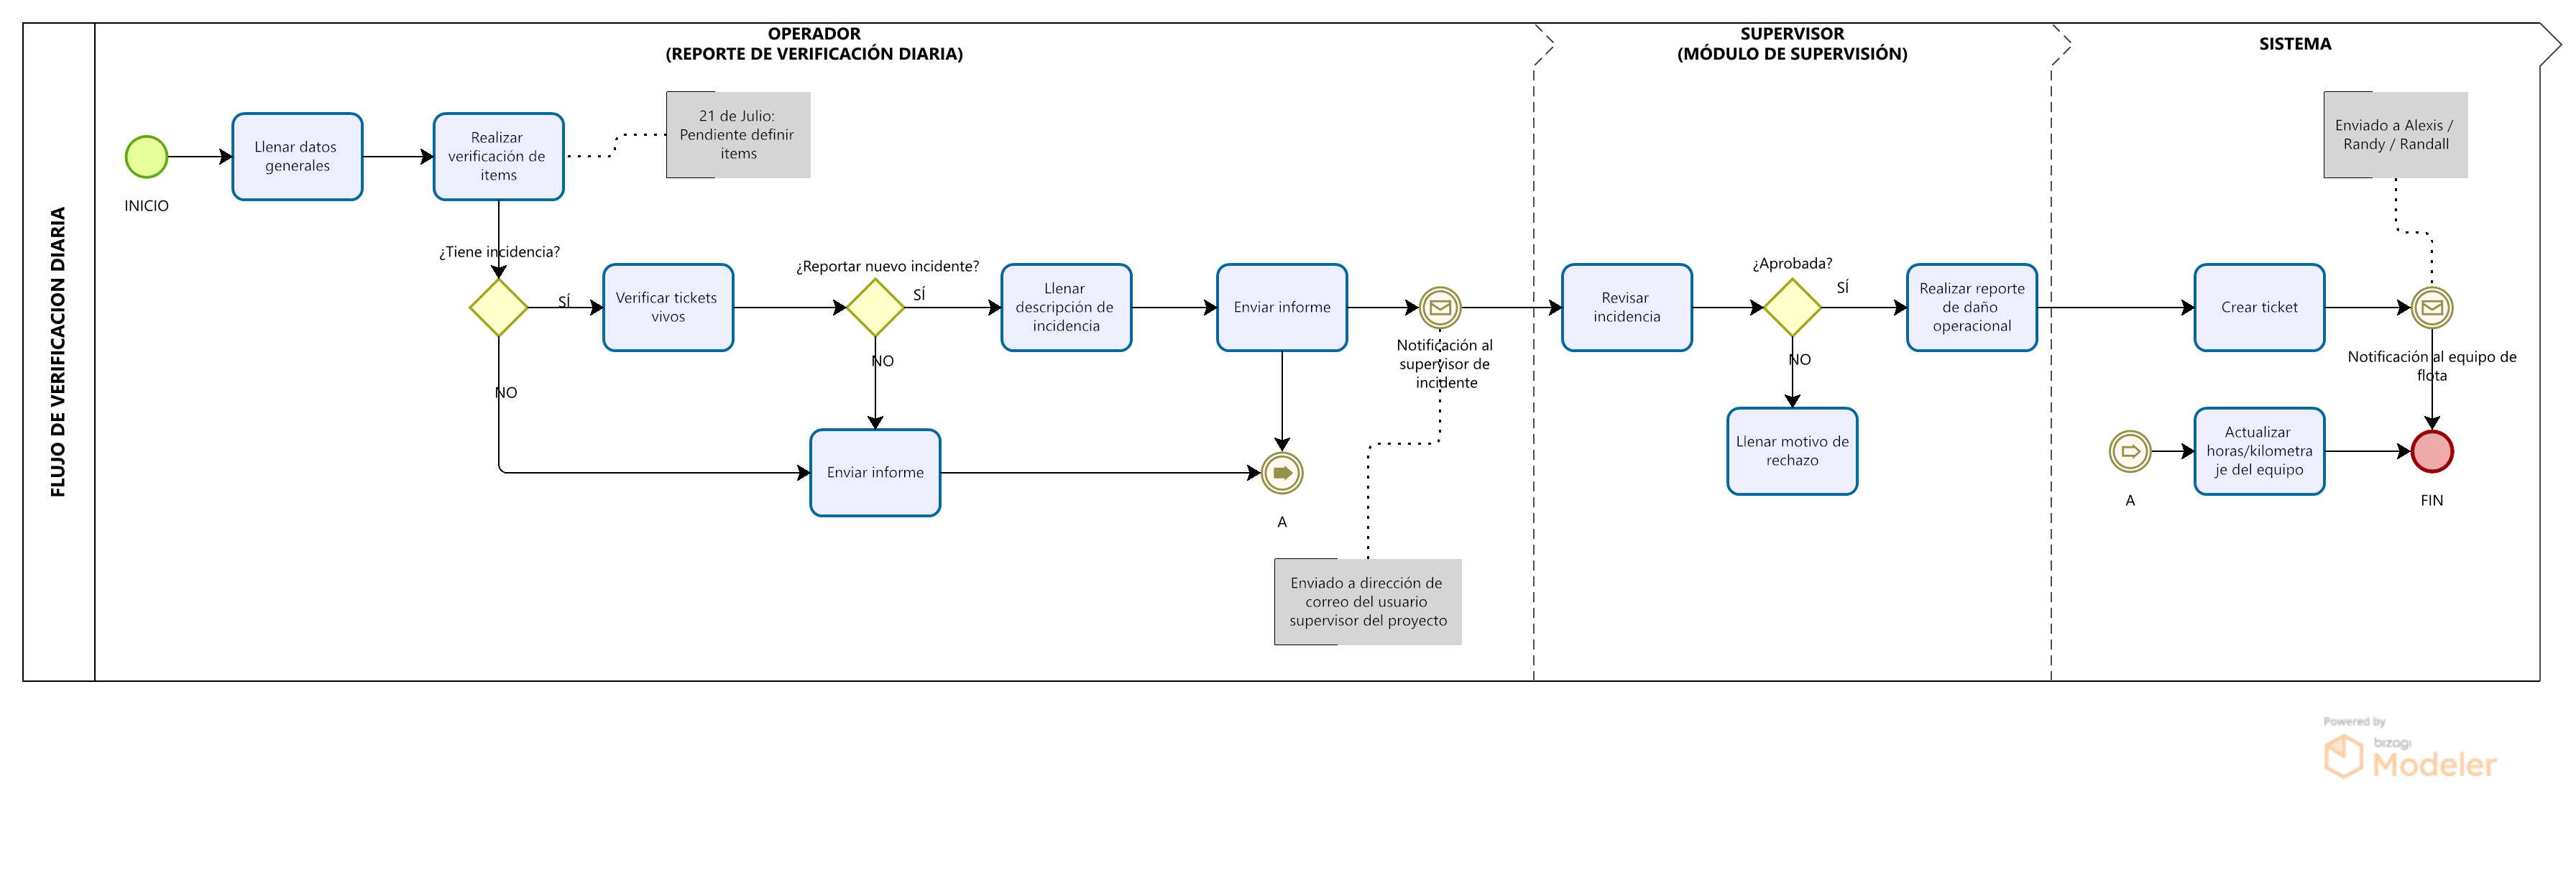 FLUJO DE VERIFICACION DIARIA
OPERADOR
(REPORTE DE VERIFICACIÓN DIARIA)
SUPERVISOR
(MÓDULO DE SUPERVISIÓN)
SISTEMA
INICIO
Llenar datos
generales
Realizar
verificación de
items
21 de Julio:
Pendiente definir
items
¿Tiene incidencia?
SÍ
NO
Verificar tickets
vivos
¿Reportar nuevo incidente?
SÍ
NO
Llenar
descripción de
incidencia
Enviar informe
Enviar informe
A
Notificación al
supervisor de
incidente
Enviado a dirección de
correo del usuario
supervisor del proyecto
Revisar
incidencia
¿Aprobada?
SÍ
NO
Realizar reporte
de daño
operacional
Llenar motivo de
rechazo
Enviado a Alexis /
Randy / Randall
Crear ticket
Notificación al equipo de
flota
A
Actualizar
horas/kilometra
je del equipo
FIN
Powered by
bizagi
Modeler